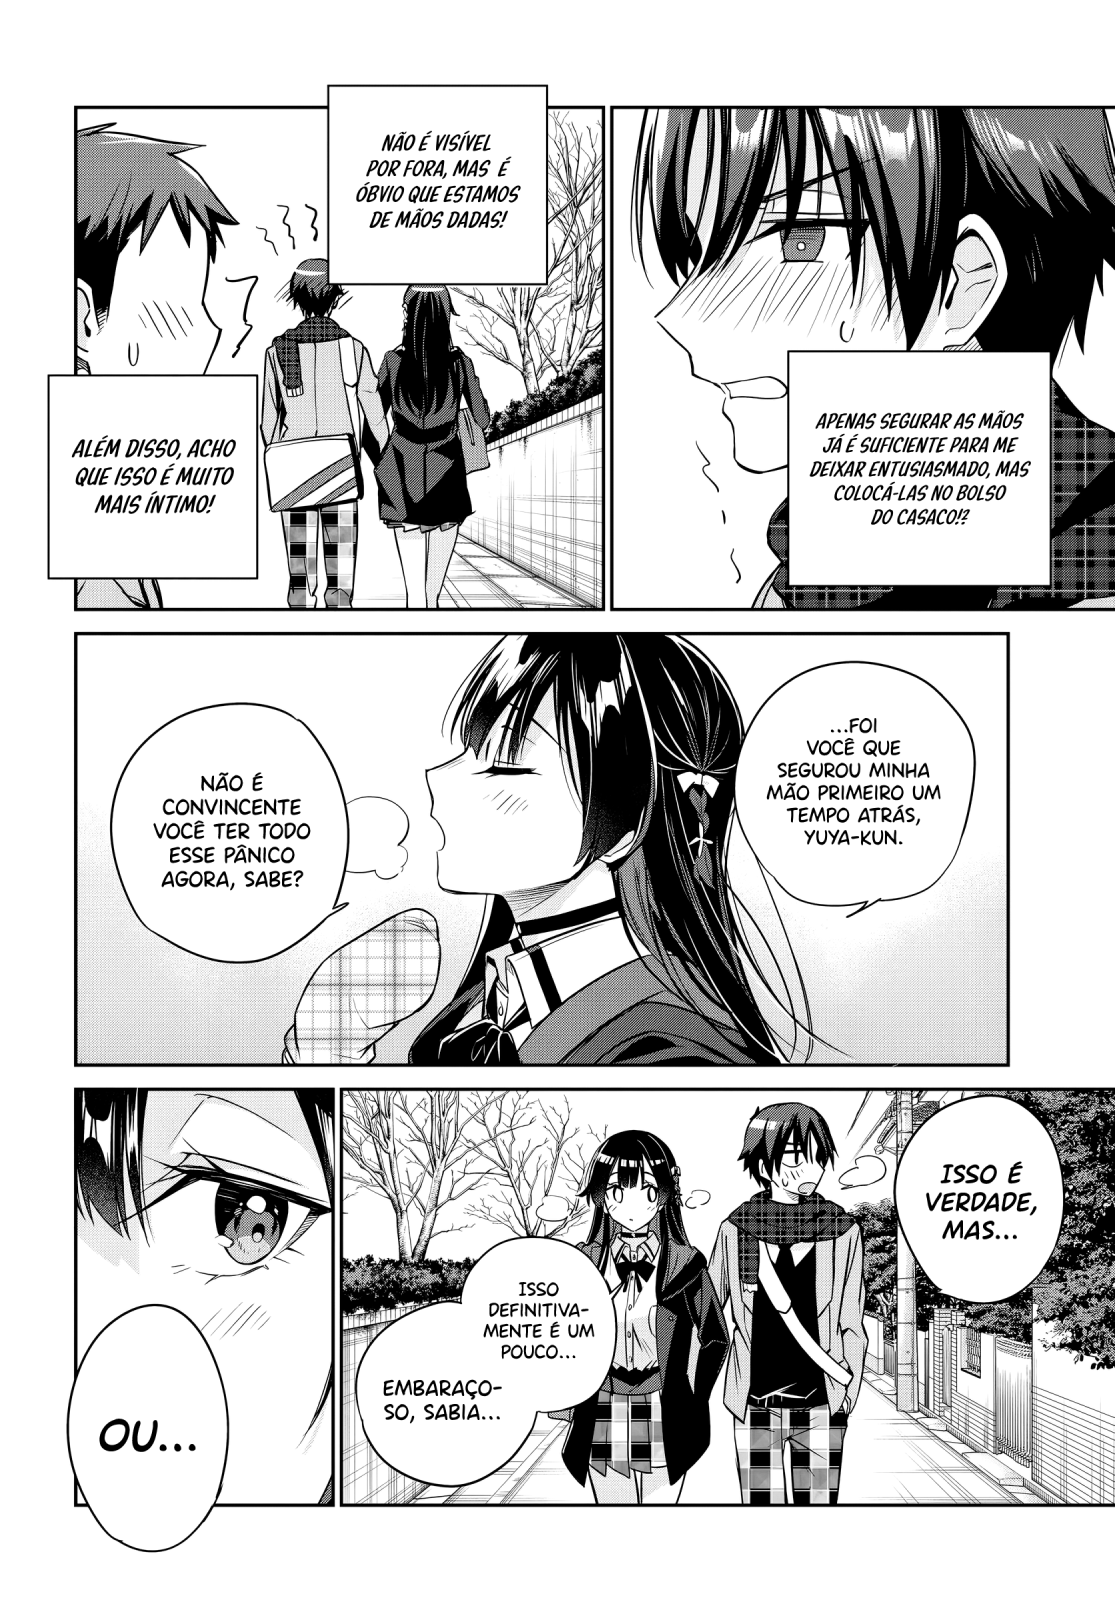 APENAS SEGURAR AS MÃOS
JÁ É SUFICIENTE PARA ME
DEIXAR ENTUSIASMADO, MAS
COLOCÁ-LAS NO BOLSO
DO CASACO!?
NÃO É VISÍVEL
POR FORA, MAS É
ÓBVIO QUE ESTAMOS
DE MÃOS DADAS!
ALÉM DISSO, ACHO
QUE ISSO É MUITO
MAIS ÍNTIMO!
...FOI
VOCÊ QUE
SEGUROU MINHA
MÃO PRIMEIRO UM
TEMPO ATRÁS,
YUYA-KUN.
NÃO É
CONVINCENTE
VOCÊ TER TODO
ESSE PÂNICO
AGORA, SABE?
ISSO É
VERDADE,
MAS...
ISSO
DEFINITIVA-
MENTE É UM
POUCO...
EMBARAÇO-
SO, SABIA...
OU...